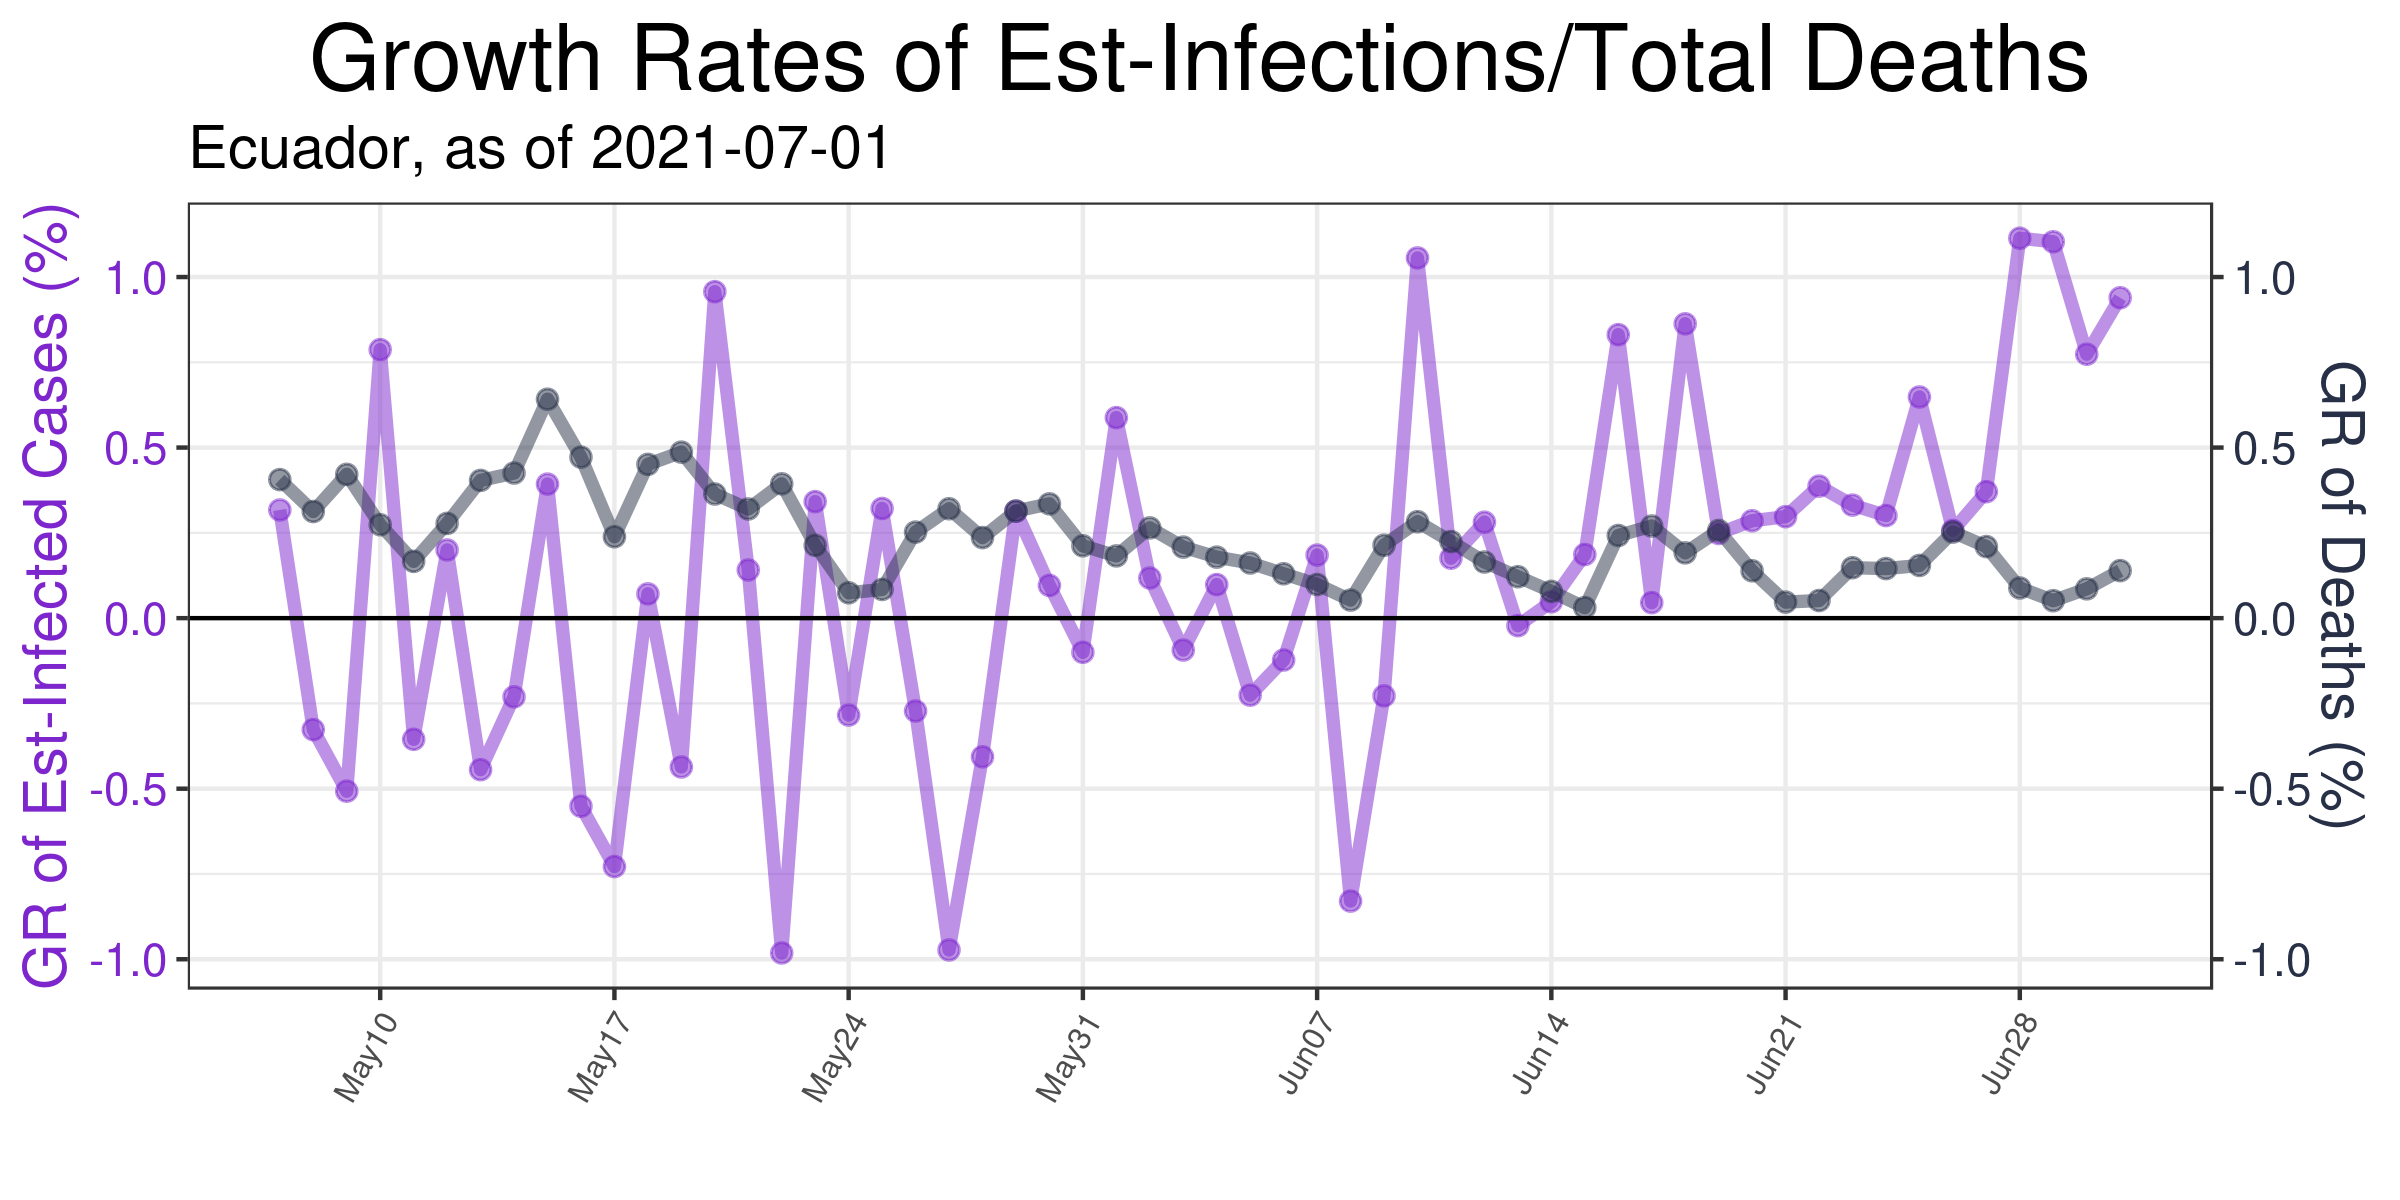 Growth Rates of Est-Infections/Total Deaths
Ecuador, as of 2021-07-01
GR of Est-Infected Cases (%)
1.0
0.5
0.0
-0.5
-1.0
1.0
0.5
0.0
-0.5
-1.0
GR of Deaths (%)
May10
May17
May24
May31
Jun07
Jun14
Jun21
Jun28